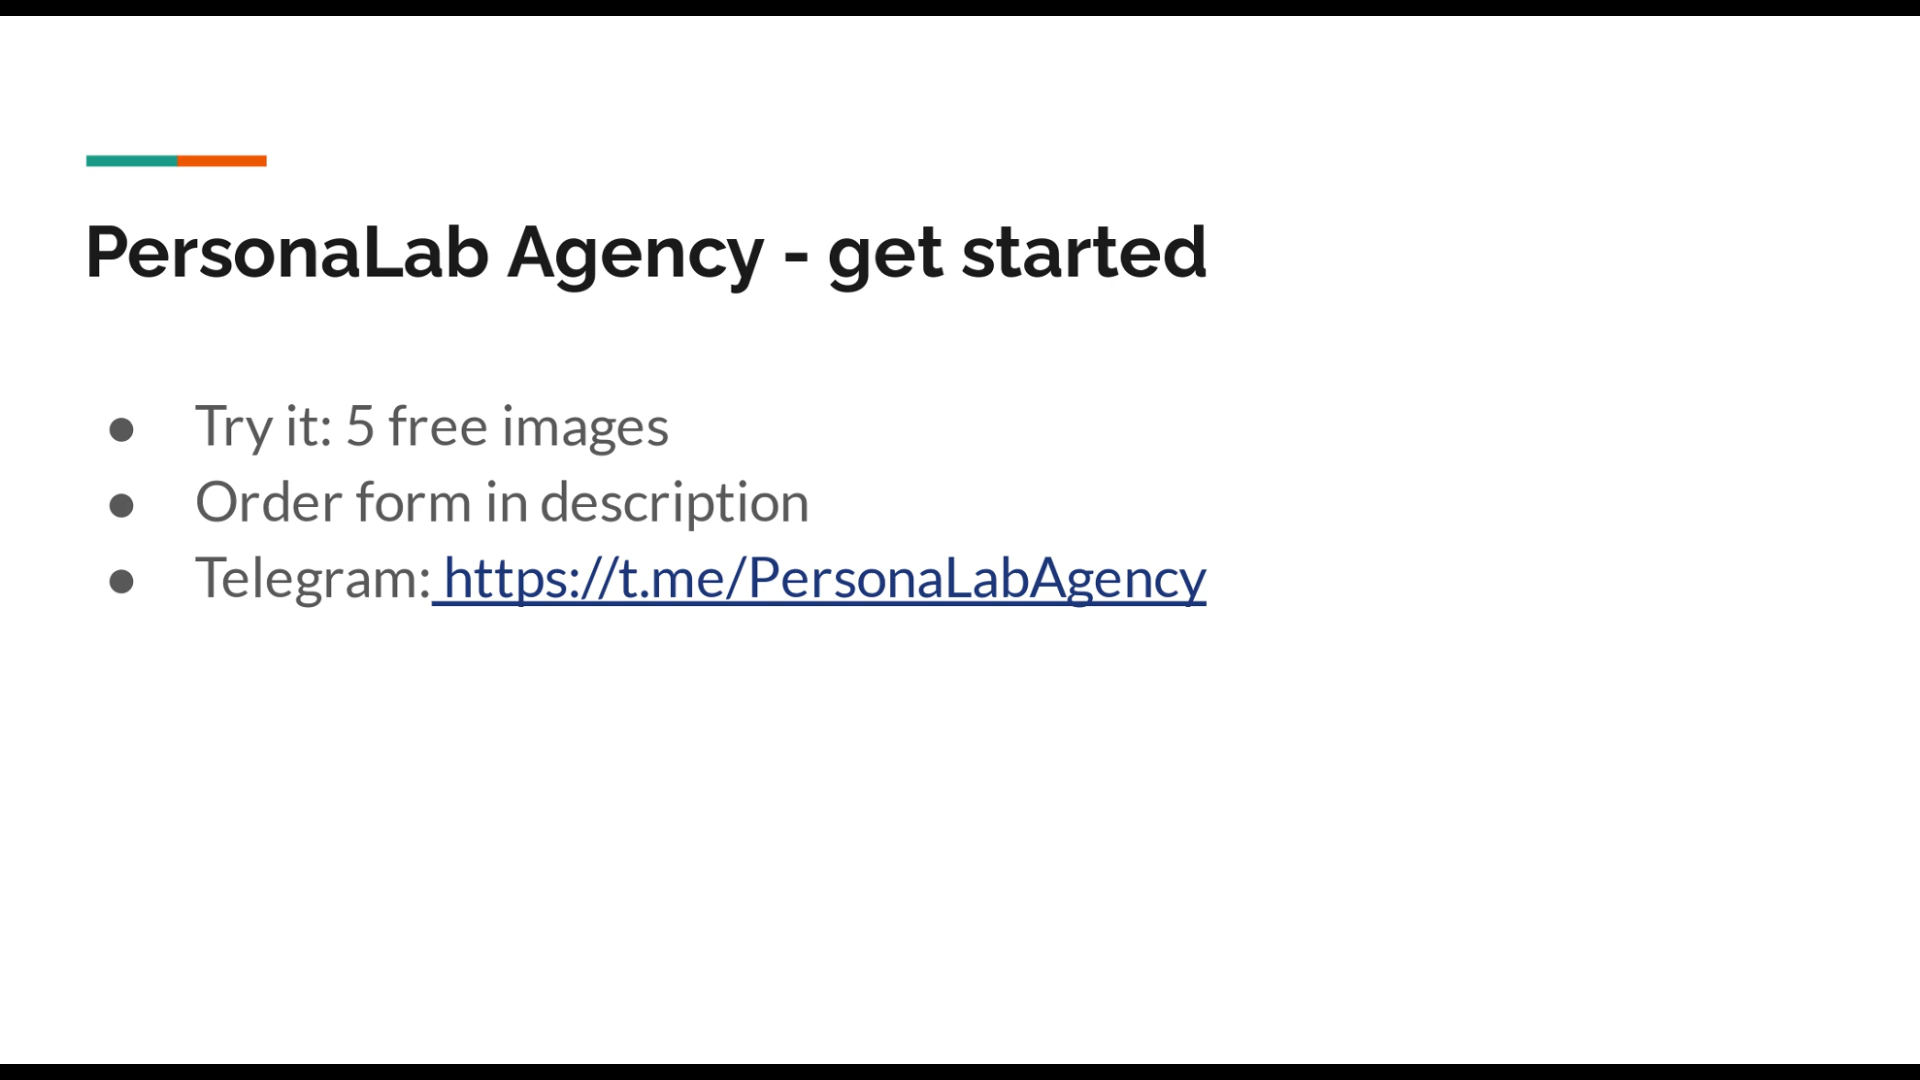 PersonaLab Agency - get started
● Try it: 5 free images
● Order form in description
● Telegram: https://t.me/PersonaLabAgency